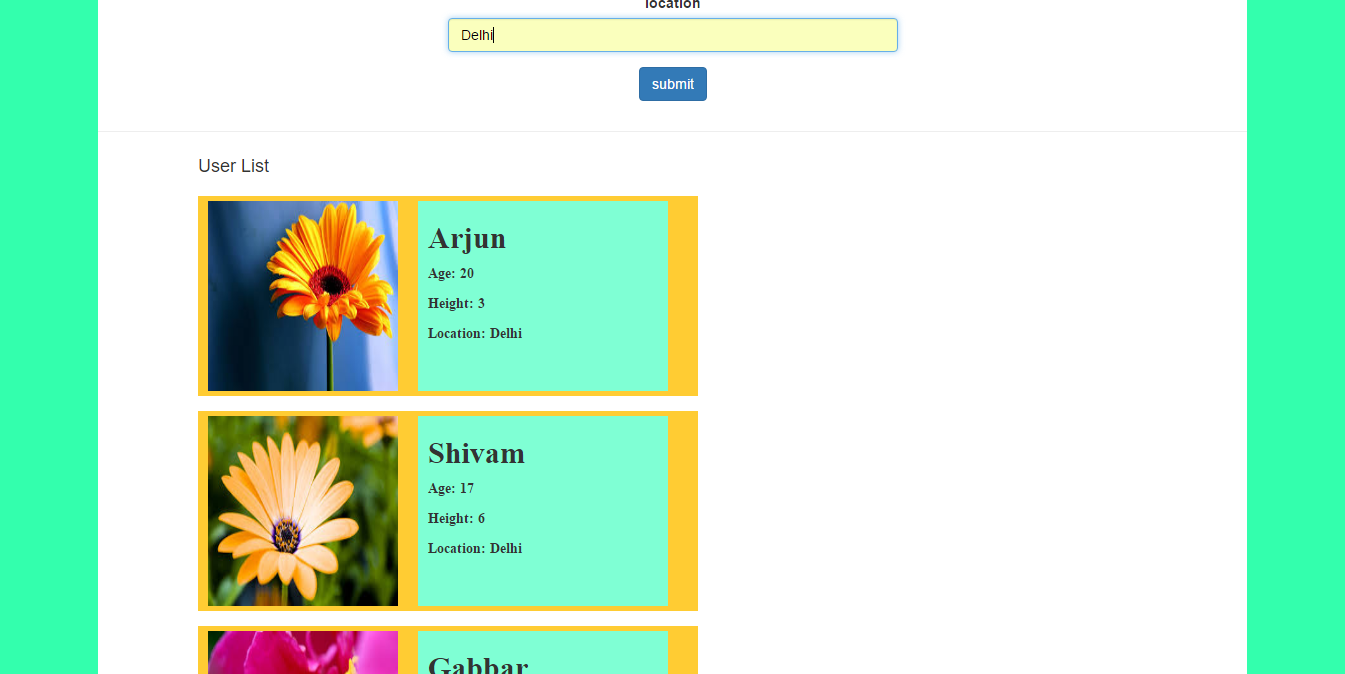 location
Delhi
submit
User List
Arjun
Age: 20
Height: 3
Location: Delhi
Shivam
Age: 17
Height: 6
Location: Delhi
Gabbar